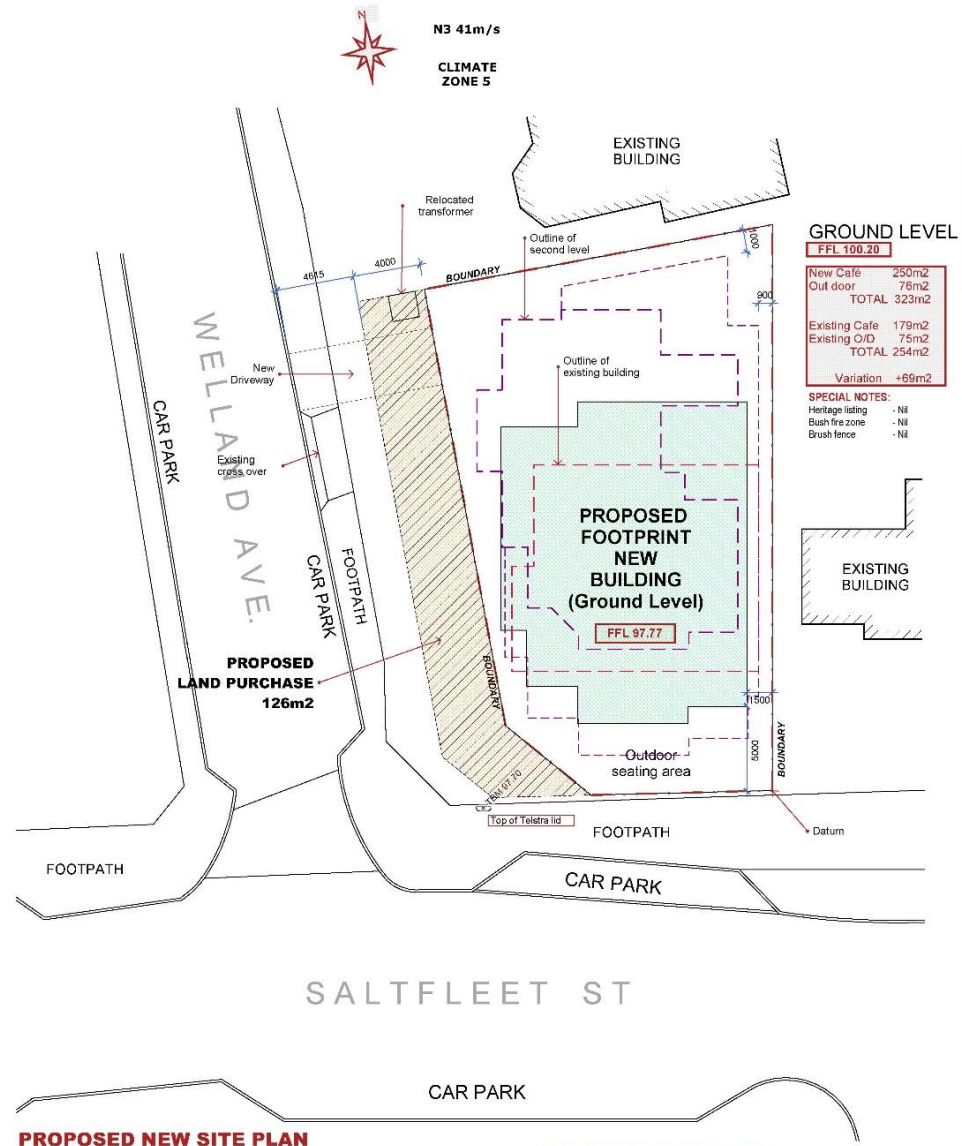 N
N3 41m/s
CLIMATE
ZONE 5
EXISTING
BUILDING
Relocated
transformer
Outline of
second level
GROUND LEVEL
FFL 100.20
New Café 250m2
Out door 76m2
TOTAL 323m2
Existing Cafe 179m2
Existing O/D 75m2
TOTAL 254m2
Variation +69m2
SPECIAL NOTES:
Heritage listing - Nil
Bush fire zone - Nil
Brush fence - Nil
4615
4000
BOUNDARY
900
WELLAND AVE.
New
Driveway
Outline of
existing building
CAR PARK
Existing
cross over
CAR PARK
FOOTPATH
PROPOSED
FOOTPRINT
NEW
BUILDING
(Ground Level)
FFL 97.77
EXISTING
BUILDING
PROPOSED
LAND PURCHASE
126m2
BOUNDARY
1500
5000
BOUNDARY
Outdoor
seating area
TBM 97.70
Top of Telstra lid
FOOTPATH
Datum
FOOTPATH
CAR PARK
SALTFLEET ST
CAR PARK
PROPOSED NEW SITE PLAN